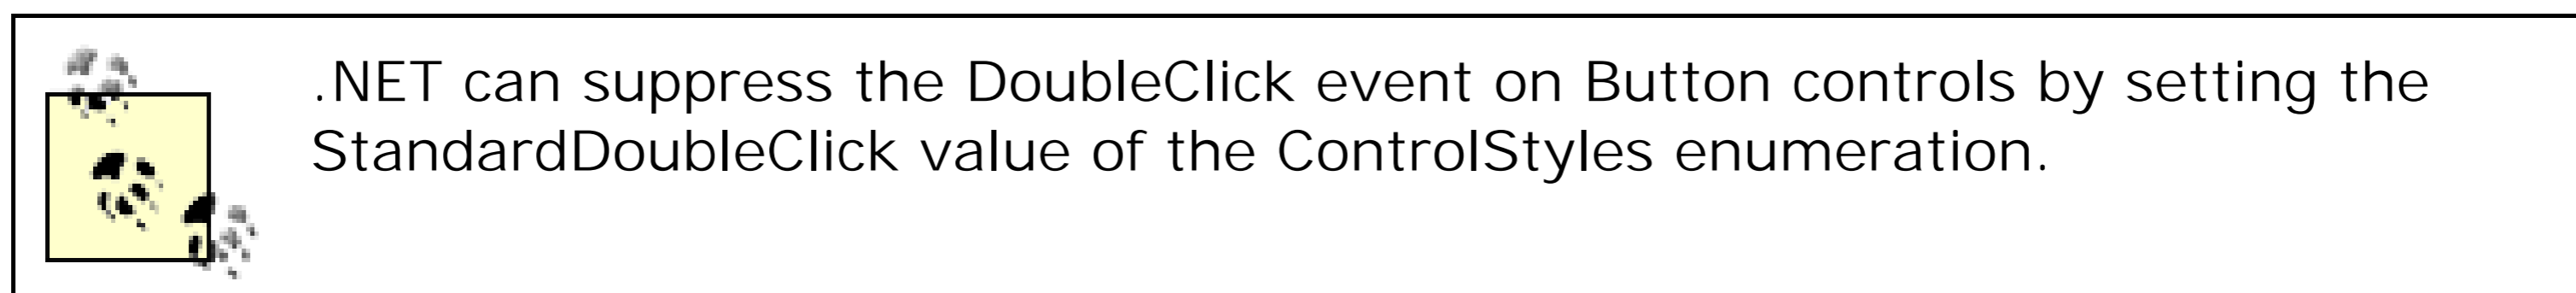 .NET can suppress the DoubleClick event on Button controls by setting the
StandardDoubleClick value of the ControlStyles enumeration.